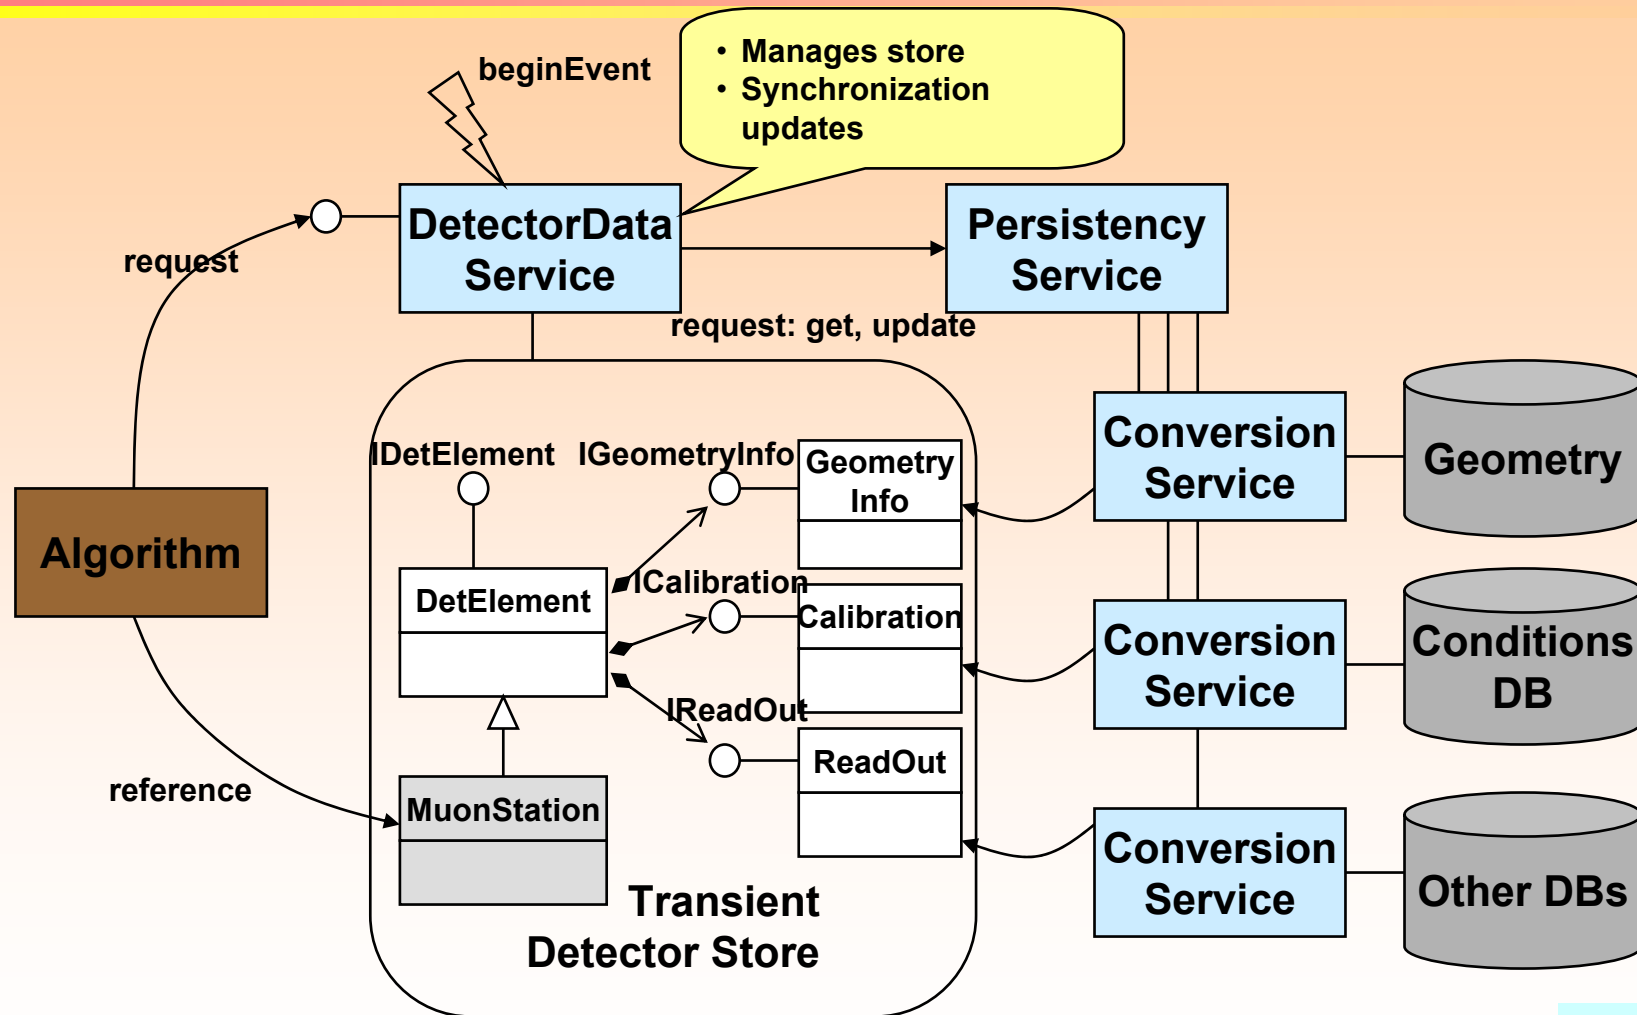 beginEvent
• Manages store
• Synchronization
updates
request
DetectorData
Service
Persistency
Service
request: get, update
IDetElement
IGeometryInfo
Geometry
Info
Conversion
Service
Geometry
Algorithm
DetElement
ICalibration
Calibration
Conversion
Service
Conditions
DB
IReadOut
ReadOut
reference
MuonStation
Conversion
Service
Other DBs
Transient
Detector Store